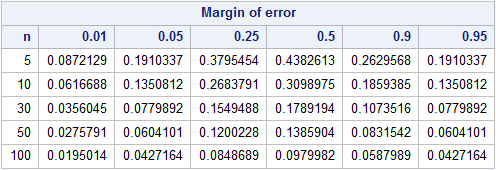 Margin of error
n 0.01 0.05 0.25 0.5 0.9 0.95
5 0.0872129 0.1910337 0.3795454 0.4382613 0.2629568 0.1910337
10 0.0616688 0.1350812 0.2683791 0.3098975 0.1859385 0.1350812
30 0.0356045 0.0779892 0.1549488 0.1789194 0.1073516 0.0779892
50 0.0275791 0.0604101 0.1200228 0.1385904 0.0831542 0.0604101
100 0.0195014 0.0427164 0.0848689 0.0979982 0.0587989 0.0427164